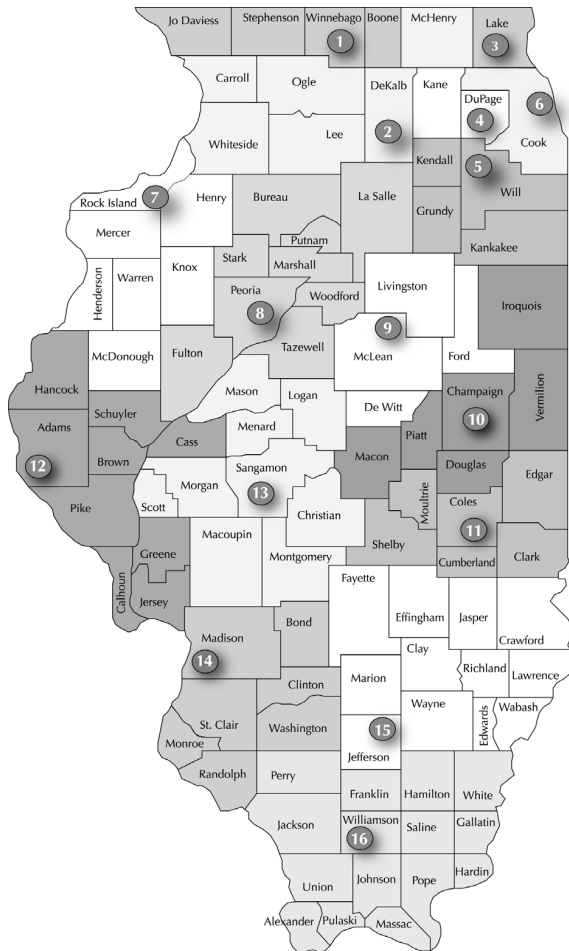 Jo Daviess
Stephenson
Winnebago
Boone
McHenry
Lake
1
3
Carroll
Ogle
DeKalb
Kane
DuPage
6
4
2
Cook
Whiteside
Lee
Kendall
5
Rock Island
7
Henry
Bureau
La Salle
Will
Grundy
Mercer
Putnam
Kankakee
Stark
Marshall
Henderson
Warren
Knox
Peoria
Woodford
Livingston
Iroquois
8
9
McDonough
Fulton
Tazewell
McLean
Ford
Hancock
Mason
Logan
Champaign
Vermilion
Schuyler
De Witt
10
Adams
Menard
Piatt
Cass
Brown
Macon
12
Sangamon
Douglas
Edgar
Morgan
13
Moultrie
Coles
Pike
Scott
Christian
11
Macoupin
Shelby
Greene
Montgomery
Cumberland
Clark
Calhoun
Jersey
Fayette
Effingham
Jasper
Crawford
Madison
Bond
Clay
14
Richland
Lawrence
Marion
Clinton
Wayne
Edwards
Wabash
St. Clair
Washington
15
Monroe
Jefferson
Randolph
Perry
Franklin
Hamilton
White
Jackson
Williamson
Saline
Gallatin
16
Union
Johnson
Pope
Hardin
Alexander
Pulaski
Massac